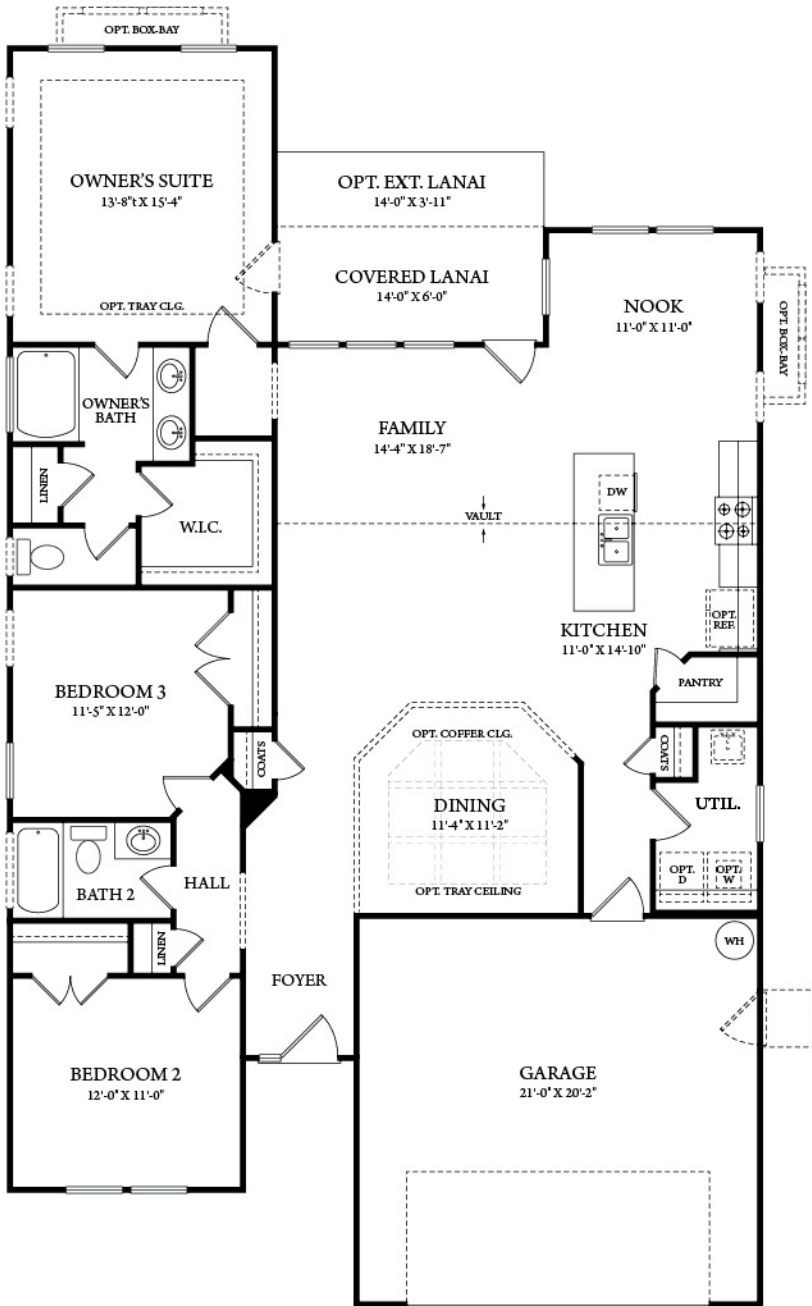 OPT. BOX-BAY
OWNER'S SUITE
13'-8"t X 15'-4"
OPT. TRAY CLG.
OPT. EXT. LANAI
14'-0" X 3'-11"
COVERED LANAI
14'-0" X 6'-0"
NOOK
11'-0" X 11'-0"
OPT. BOX-BAY
OWNER'S
BATH
LINEN
W.I.C.
FAMILY
14'-4" X 18'-7"
VAULT
DW
OPT.
REF.
KITCHEN
11'-0" X 14'-10"
PANTRY
BEDROOM 3
11'-5" X 12'-0"
COATS
OPT. COFFER CLG.
DINING
11'-4" X 11'-2"
OPT. TRAY CEILING
COATS
UTIL.
OPT.
D
OPT.
W
BATH 2
HALL
LINEN
FOYER
WH
BEDROOM 2
12'-0" X 11'-0"
GARAGE
21'-0" X 20'-2"